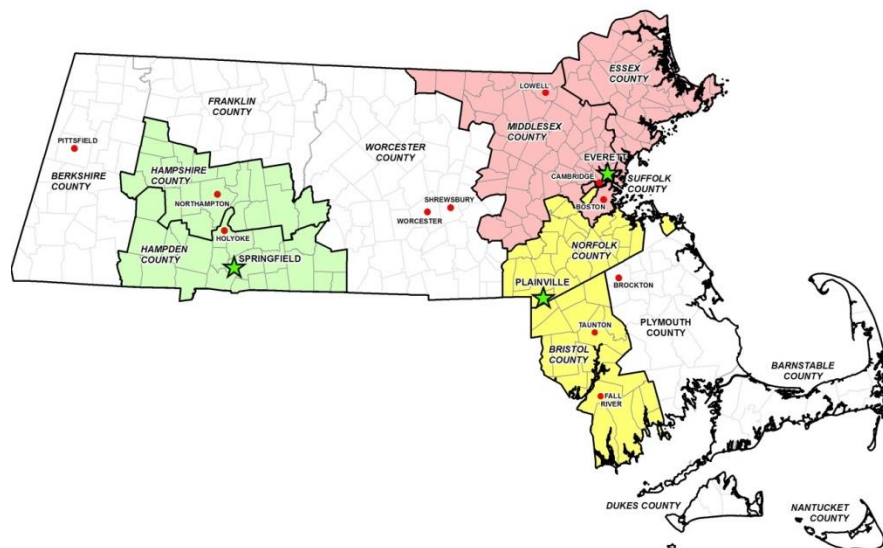 ESSEX
COUNTY
LOWELL
FRANKLIN
COUNTY
MIDDLESEX
COUNTY
PITTSFIELD
WORCESTER
COUNTY
EVERETT
HAMPSHIRE
COUNTY
BERKSHIRE
COUNTY
CAMBRIDGE
SUFFOLK
COUNTY
NORTHAMPTON
SHREWSBURY
BOSTON
WORCESTER
HOLYOKE
HAMPDEN
COUNTY
NORFOLK
COUNTY
SPRINGFIELD
PLAINVILLE
BROCKTON
TAUNTON
PLYMOUTH
COUNTY
BRISTOL
COUNTY
BARNSTABLE
COUNTY
FALL
RIVER
DUKES COUNTY
NANTUCKET
COUNTY